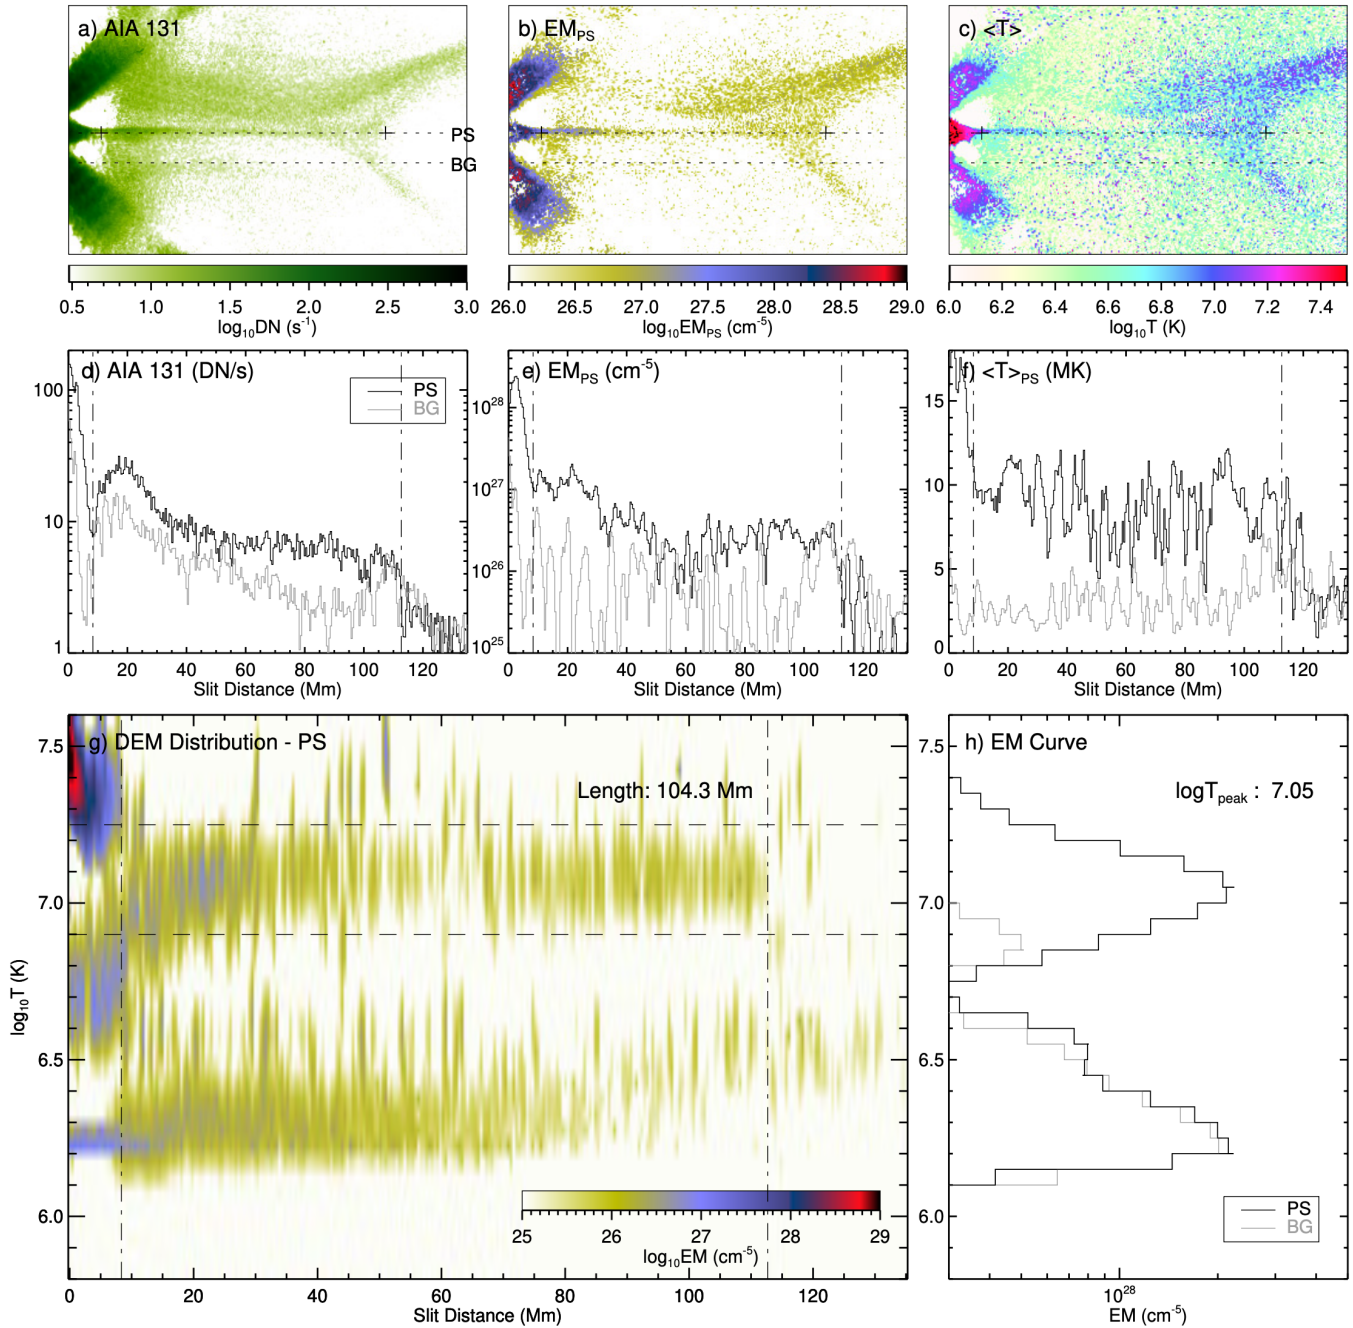 a) AIA 131
PS
BG
0.5 1.0 1.5 2.0 2.5 3.0
log₁₀DN (s⁻¹)
b) EM_PS
26.0 26.5 27.0 27.5 28.0 28.5 29.0
log₁₀EM_PS (cm⁻⁵)
c) <T>
6.0 6.2 6.4 6.6 6.8 7.0 7.2 7.4
log₁₀T (K)
d) AIA 131 (DN/s)
PS
BG
100
10
1
0 20 40 60 80 100 120
Slit Distance (Mm)
e) EM_PS (cm⁻⁵)
10²⁸
10²⁷
10²⁶
10²⁵
0 20 40 60 80 100 120
Slit Distance (Mm)
f) <T>_PS (MK)
15
10
5
0
0 20 40 60 80 100 120
Slit Distance (Mm)
g) DEM Distribution - PS
Length: 104.3 Mm
7.5
7.0
6.5
6.0
log₁₀T (K)
25 26 27 28 29
log₁₀EM (cm⁻⁵)
0 20 40 60 80 100 120
Slit Distance (Mm)
h) EM Curve
logT_peak : 7.05
7.5
7.0
6.5
6.0
PS
BG
10²⁸
EM (cm⁻⁵)